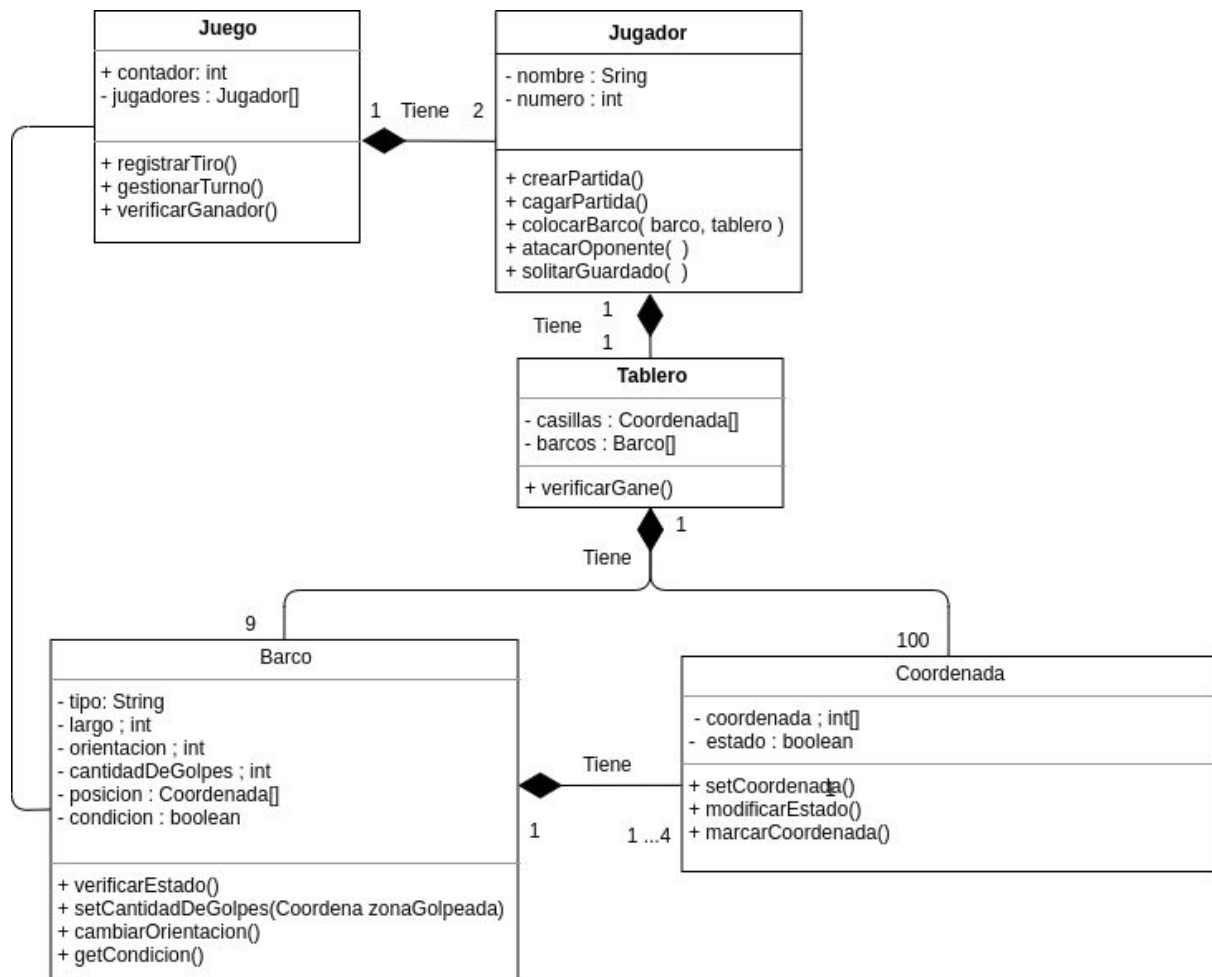 Juego
+ contador: int
- jugadores : Jugador[]
+ registrarTiro()
+ gestionarTurno()
+ verificarGanador()
1 Tiene 2
Jugador
- nombre : Sring
- numero : int
+ crearPartida()
+ cagarPartida()
+ colocarBarco( barco, tablero )
+ atacarOponente(  )
+ solitarGuardado(  )
1
Tiene
1
Tablero
- casillas : Coordenada[]
- barcos : Barco[]
+ verificarGane()
1
Tiene
9
100
Barco
- tipo: String
- largo ; int
- orientacion ; int
- cantidadDeGolpes ; int
- posicion : Coordenada[]
- condicion : boolean
+ verificarEstado()
+ setCantidadDeGolpes(Coordena zonaGolpeada)
+ cambiarOrientacion()
+ getCondicion()
Tiene
1
1 ...4
Coordenada
- coordenada ; int[]
- estado : boolean
+ setCoordenada()
1
+ modificarEstado()
+ marcarCoordenada()